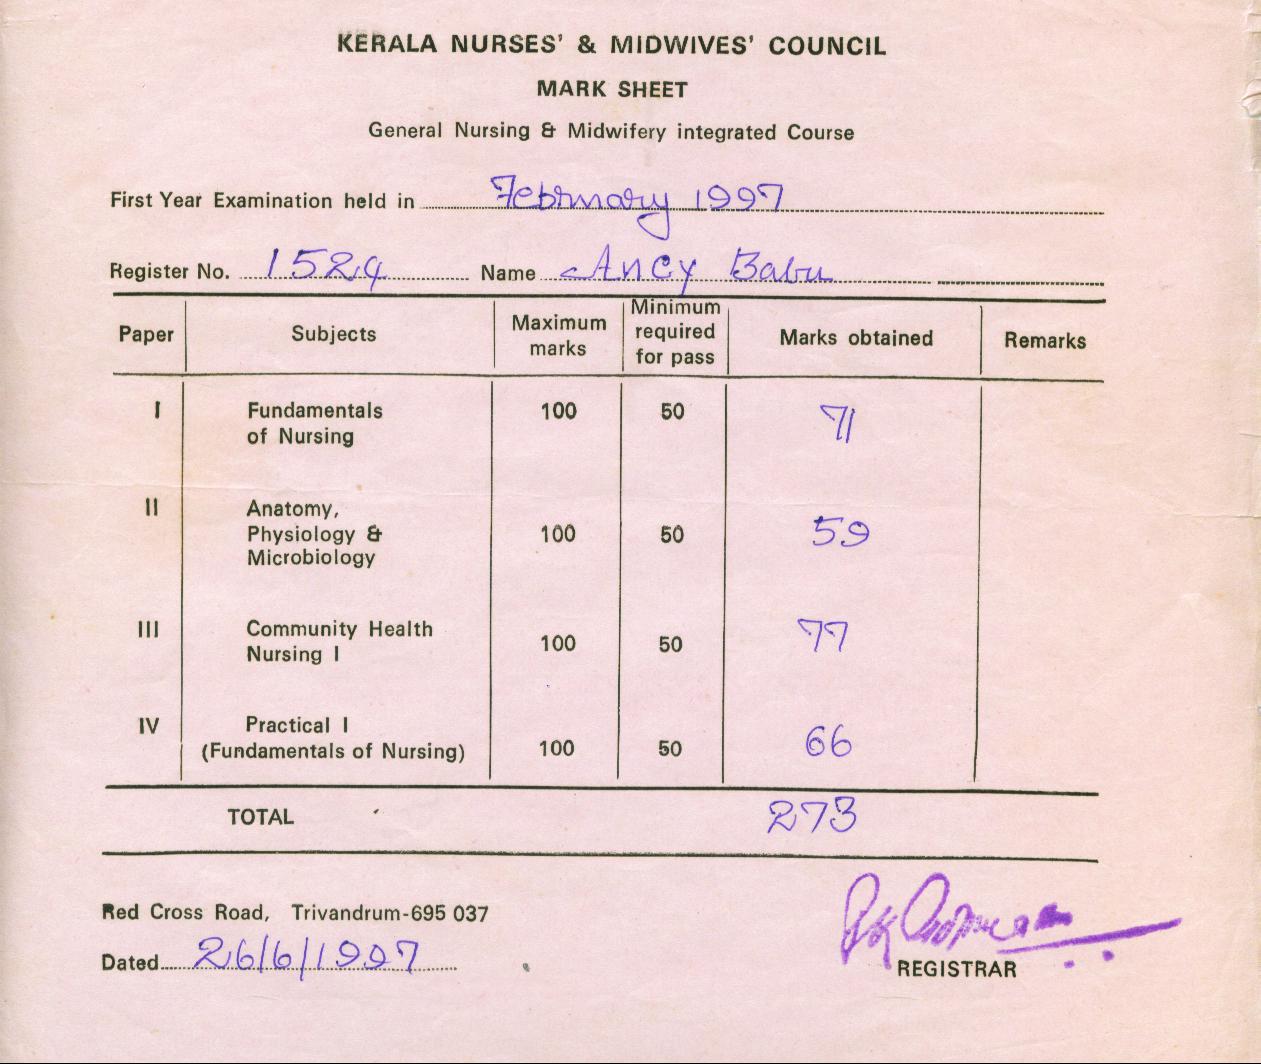 KERALA NURSES' & MIDWIVES' COUNCIL
MARK SHEET
General Nursing & Midwifery integrated Course
First Year Examination held in February 1997
Register No. 1524 Name Ancy Babu
Paper Subjects Maximum marks Minimum required for pass Marks obtained Remarks
I Fundamentals 100 50 71
of Nursing
II Anatomy,
Physiology & 100 50 59
Microbiology
III Community Health
Nursing I 100 50 77
IV Practical I
(Fundamentals of Nursing) 100 50 66
TOTAL 273
Red Cross Road, Trivandrum-695 037
Dated 26/6/1997
REGISTRAR